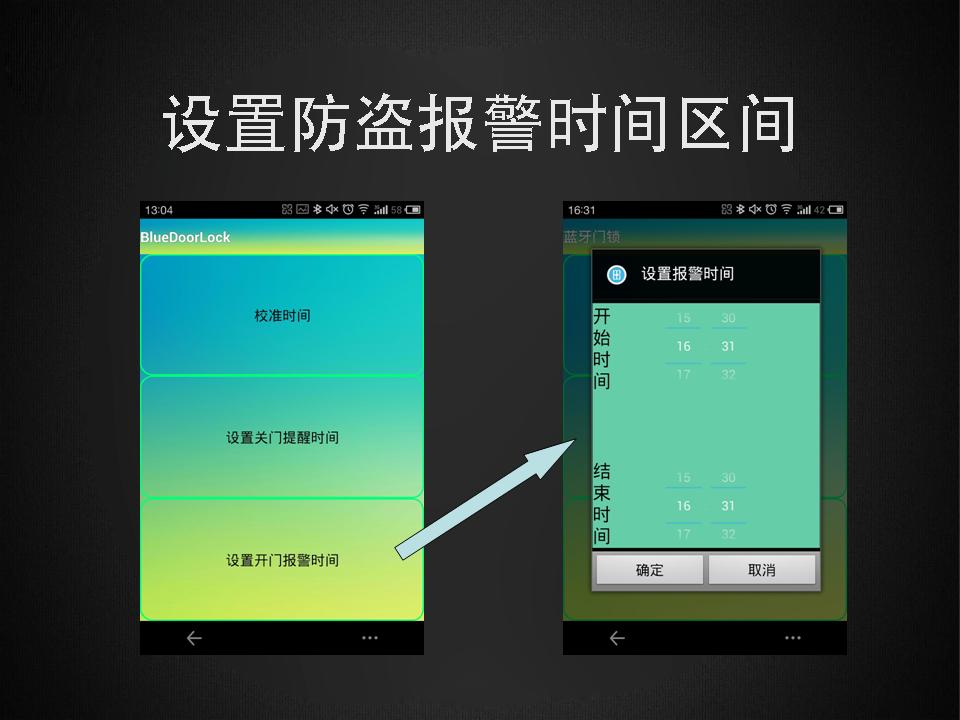 设置防盗报警时间区间
13:04
58
BlueDoorLock
校准时间
设置关门提醒时间
设置开门报警时间
16:31
42
蓝牙门锁
设置报警时间
开始时间
15 30
16 31
17 32
结束时间
15 30
16 31
17 32
确定 取消